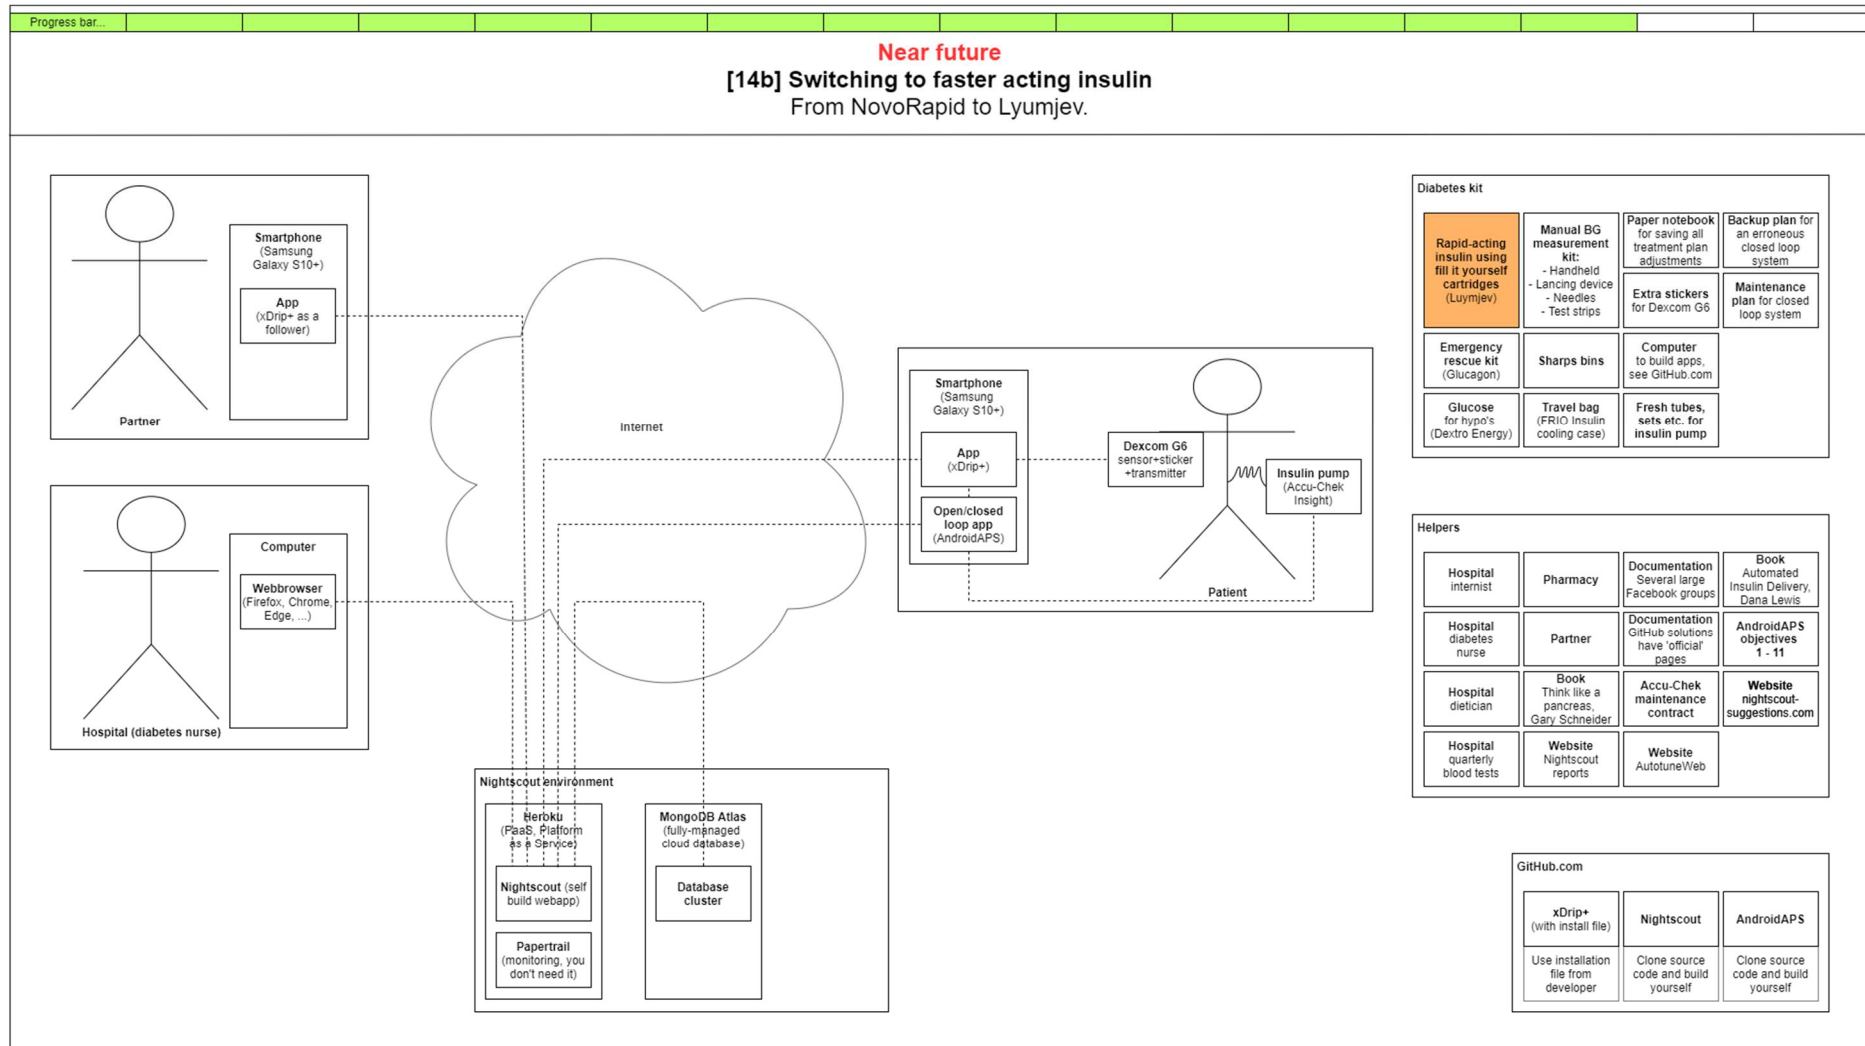 Progress bar...
Near future
[14b] Switching to faster acting insulin
From NovoRapid to Lyumjev.
Smartphone
(Samsung
Galaxy S10+)
App
(xDrip+ as a
follower)
Partner
Computer
Webbrowser
(Firefox, Chrome,
Edge, ...)
Hospital (diabetes nurse)
Internet
Smartphone
(Samsung
Galaxy S10+)
App
(xDrip+)
Open/closed
loop app
(AndroidAPS)
Dexcom G6
sensor+sticker
+transmitter
Insulin pump
(Accu-Chek
Insight)
Patient
Nightscout environment
Heroku
(PaaS, Platform
as a Service)
Nightscout (self
build webapp)
Papertrail
(monitoring, you
don't need it)
MongoDB Atlas
(fully-managed
cloud database)
Database
cluster
Diabetes kit
Rapid-acting
insulin using
fill it yourself
cartridges
(Luymjev)
Manual BG
measurement
kit:
- Handheld
- Lancing device
- Needles
- Test strips
Paper notebook
for saving all
treatment plan
adjustments
Backup plan for
an erroneous
closed loop
system
Extra stickers
for Dexcom G6
Maintenance
plan for closed
loop system
Emergency
rescue kit
(Glucagon)
Sharps bins
Computer
to build apps,
see GitHub.com
Glucose
for hypo's
(Dextro Energy)
Travel bag
(FRIO Insulin
cooling case)
Fresh tubes,
sets etc. for
insulin pump
Helpers
Hospital
internist
Pharmacy
Documentation
Several large
Facebook groups
Book
Automated
Insulin Delivery,
Dana Lewis
Hospital
diabetes
nurse
Partner
Documentation
GitHub solutions
have 'official'
pages
AndroidAPS
objectives
1 - 11
Hospital
dietician
Book
Think like a
pancreas,
Gary Schneider
Accu-Chek
maintenance
contract
Website
nightscout-
suggestions.com
Hospital
quarterly
blood tests
Website
Nightscout
reports
Website
AutotuneWeb
GitHub.com
xDrip+
(with install file)
Nightscout
AndroidAPS
Use installation
file from
developer
Clone source
code and build
yourself
Clone source
code and build
yourself